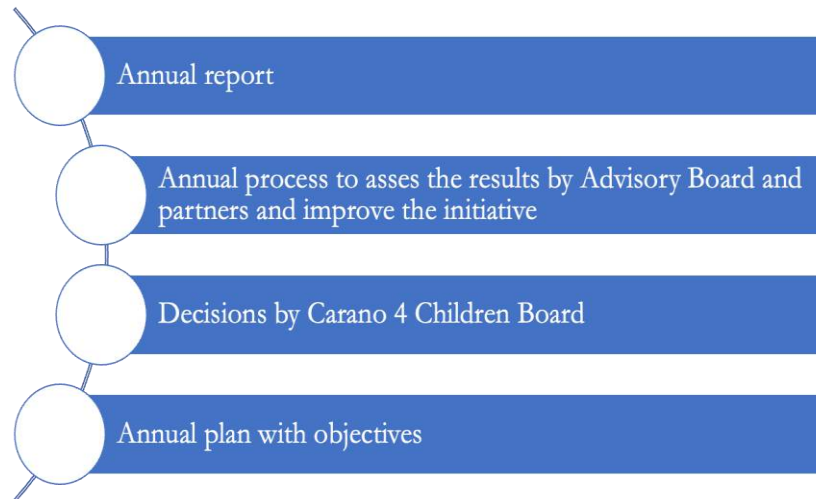 Annual report
Annual process to asses the results by Advisory Board and
partners and improve the initiative
Decisions by Carano 4 Children Board
Annual plan with objectives